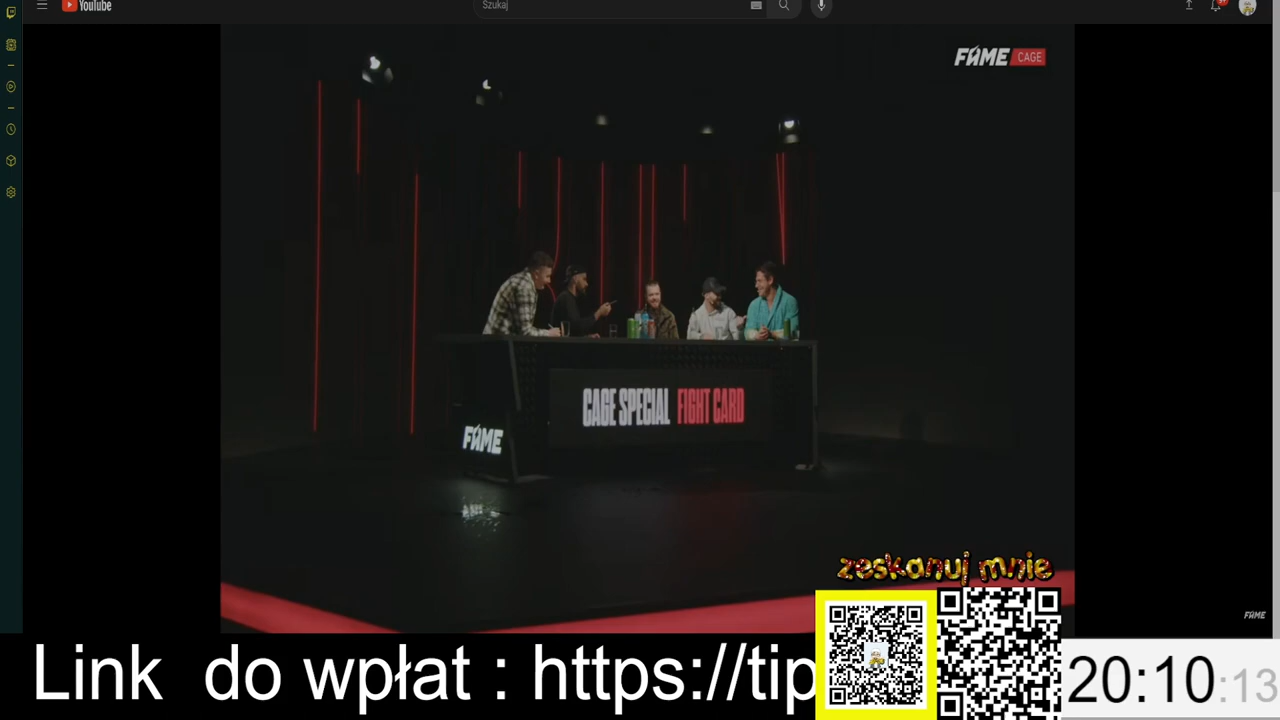 YouTube
Szukaj
9+
FAME CAGE
CAGE SPECIAL FIGHT CARD
FAME
zeskanuj mnie
FAME
Link do wpłat : https://tip
20:10:13